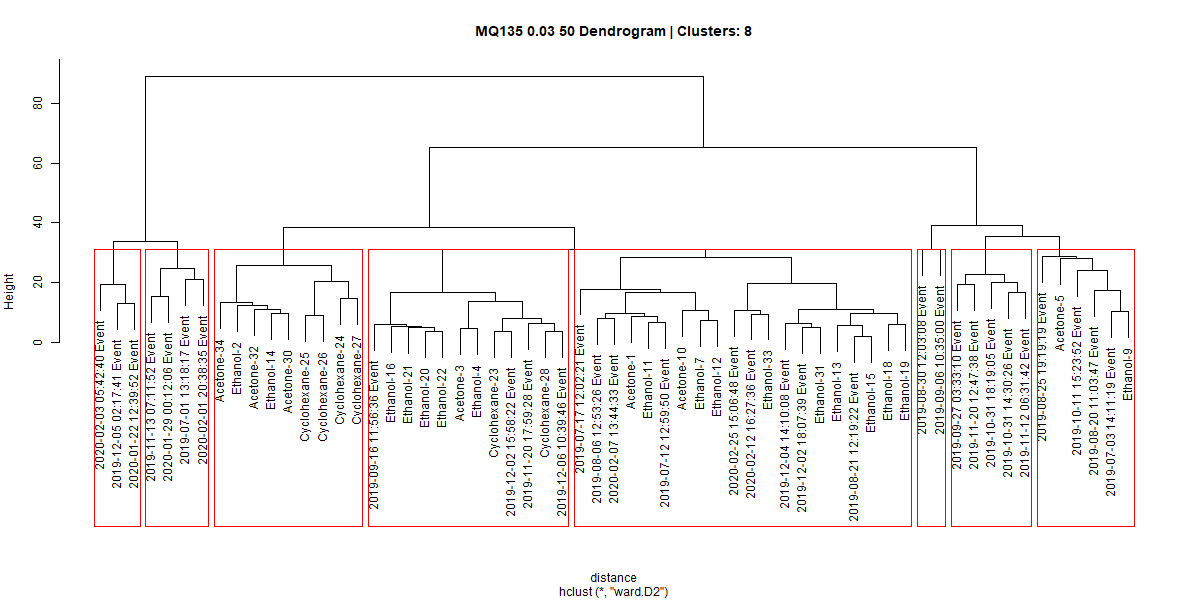 MQ135 0.03 50 Dendrogram | Clusters: 8
Height
0
20
40
60
80
2020-02-03 05:42:40 Event
2019-12-05 02:17:41 Event
2020-01-22 12:39:52 Event
2019-11-13 07:11:52 Event
2020-01-29 00:12:06 Event
2019-07-01 13:18:17 Event
2020-02-01 20:38:35 Event
Acetone-34
Ethanol-2
Acetone-32
Ethanol-14
Acetone-30
Cyclohexane-25
Cyclohexane-26
Cyclohexane-24
Cyclohexane-27
2019-09-16 11:56:36 Event
Ethanol-16
Ethanol-21
Ethanol-20
Ethanol-22
Acetone-3
Ethanol-4
Cyclohexane-23
2019-12-02 15:58:22 Event
2019-11-20 17:59:28 Event
Cyclohexane-28
2019-12-06 10:39:46 Event
2019-07-17 12:02:21 Event
2019-08-06 12:53:26 Event
2020-02-07 13:44:33 Event
Acetone-1
Ethanol-11
2019-07-12 12:59:50 Event
Acetone-10
Ethanol-7
Ethanol-12
2020-02-25 15:06:48 Event
2020-02-12 16:27:36 Event
Ethanol-33
2019-12-04 14:10:08 Event
2019-12-02 18:07:39 Event
Ethanol-31
Ethanol-13
2019-08-21 12:19:22 Event
Ethanol-15
Ethanol-18
Ethanol-19
2019-08-30 12:03:08 Event
2019-09-06 10:35:00 Event
2019-09-27 03:33:10 Event
2019-11-20 12:47:38 Event
2019-10-31 18:19:05 Event
2019-10-31 14:30:26 Event
2019-11-12 06:31:42 Event
2019-08-25 19:19:19 Event
Acetone-5
2019-10-11 15:23:52 Event
2019-08-20 11:03:47 Event
2019-07-03 14:11:19 Event
Ethanol-9
distance
hclust (*, "ward.D2")